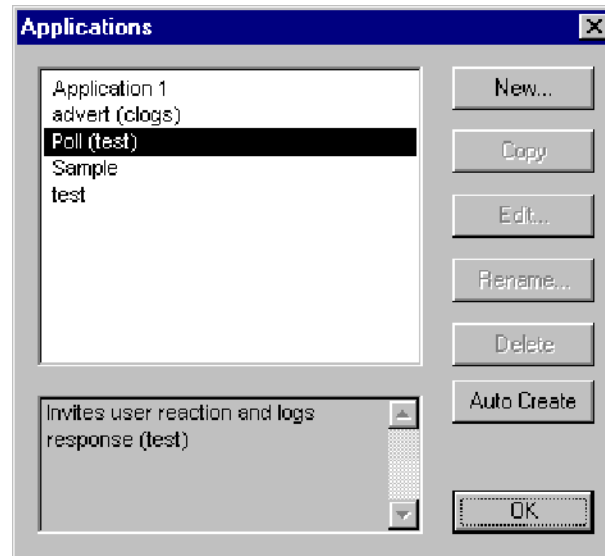 Applications
Application 1
advert (clogs)
Poll (test)
Sample
test
New...
Copy
Edit...
Rename...
Delete
Auto Create
Invites user reaction and logs
response (test)
OK